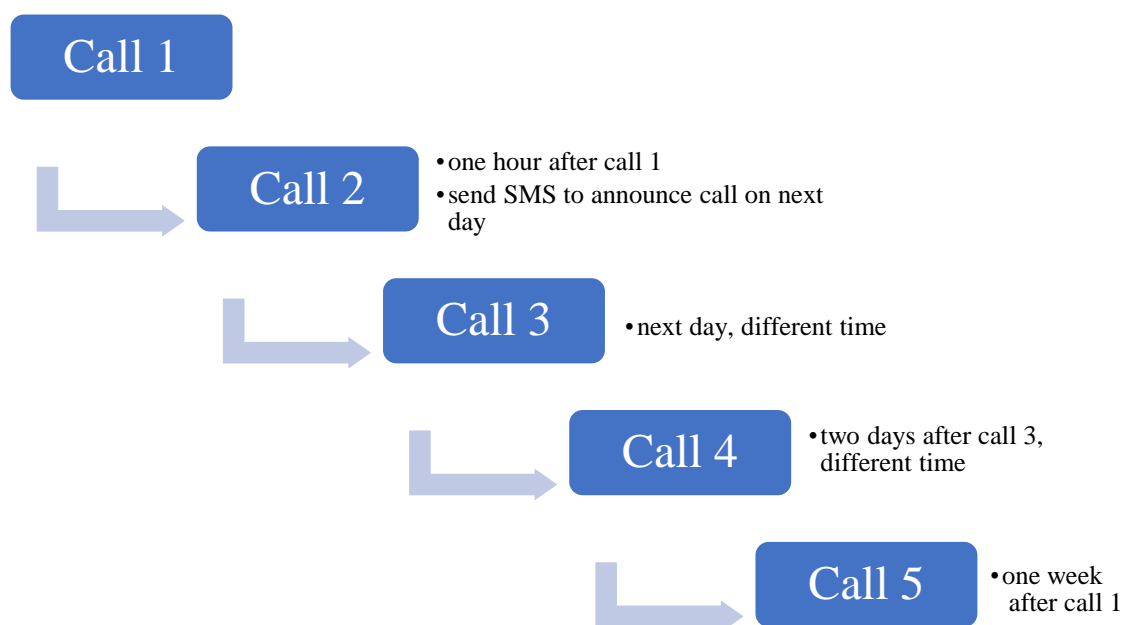 Call 1
Call 2
•one hour after call 1
•send SMS to announce call on next
day
Call 3
•next day, different time
Call 4
•two days after call 3,
different time
Call 5
•one week
after call 1